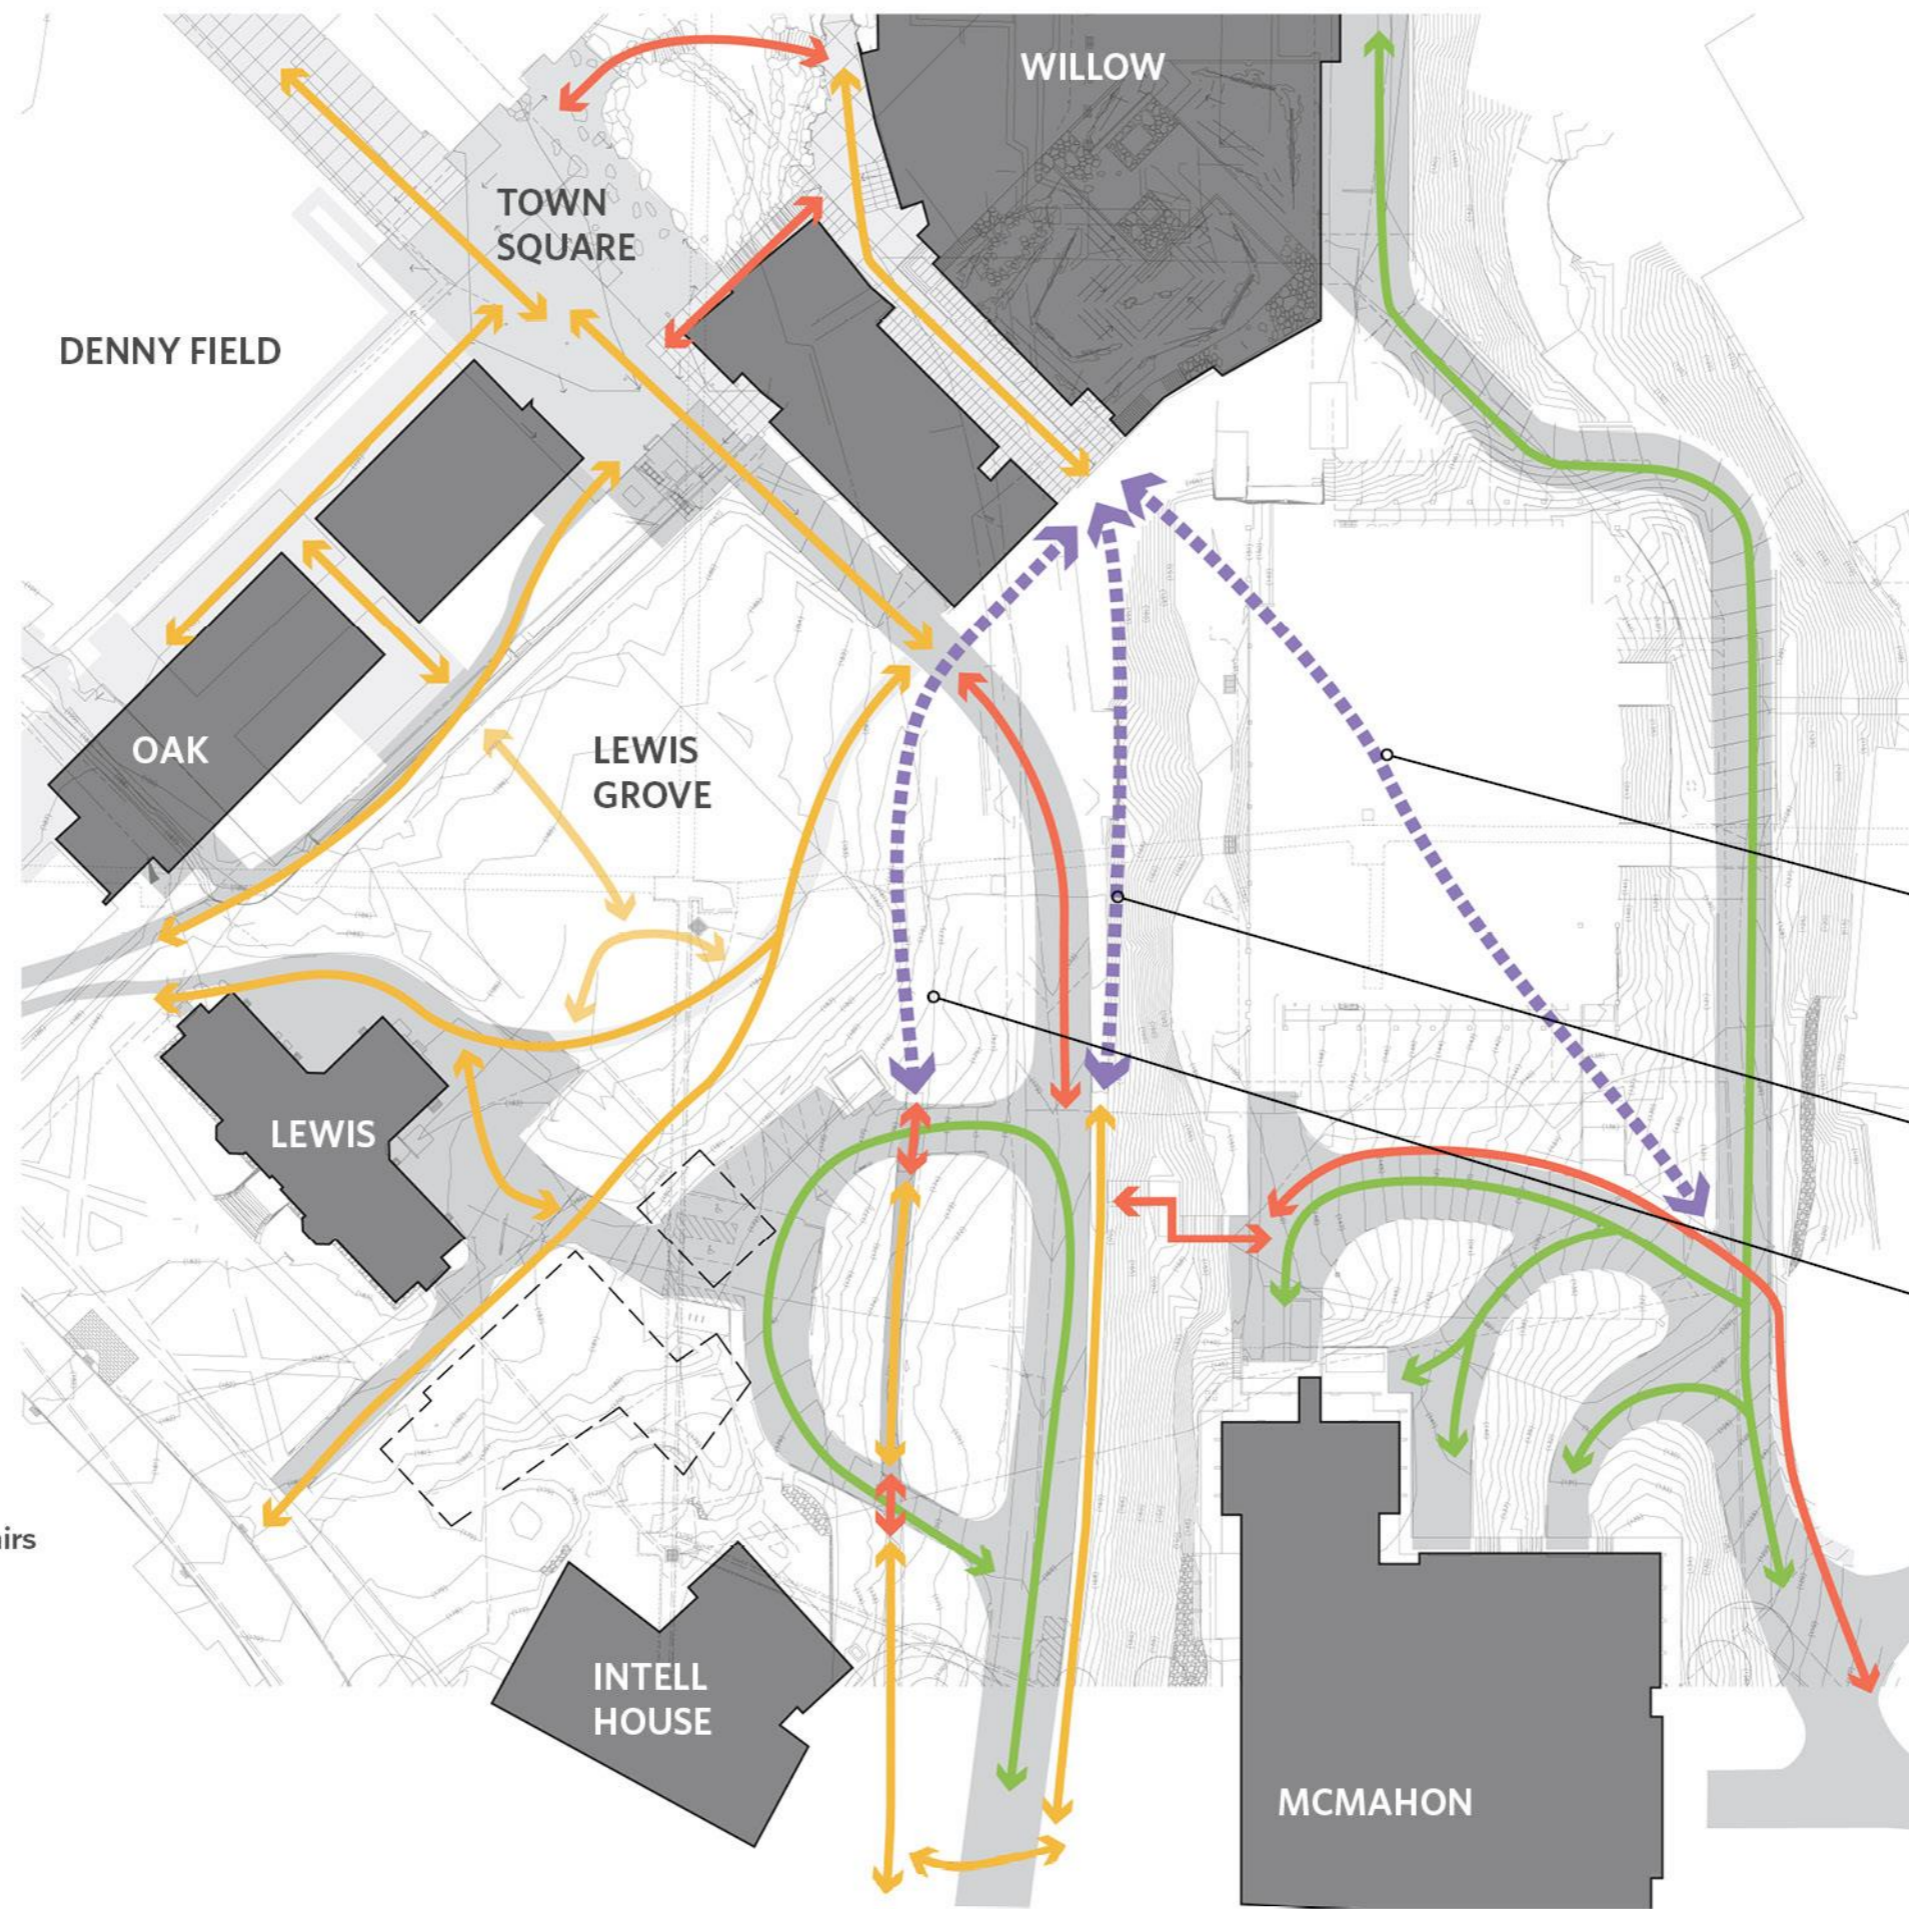 WILLOW
TOWN
SQUARE
DENNY FIELD
OAK
LEWIS
GROVE
LEWIS
irs
INTELL
HOUSE
MCMAHON